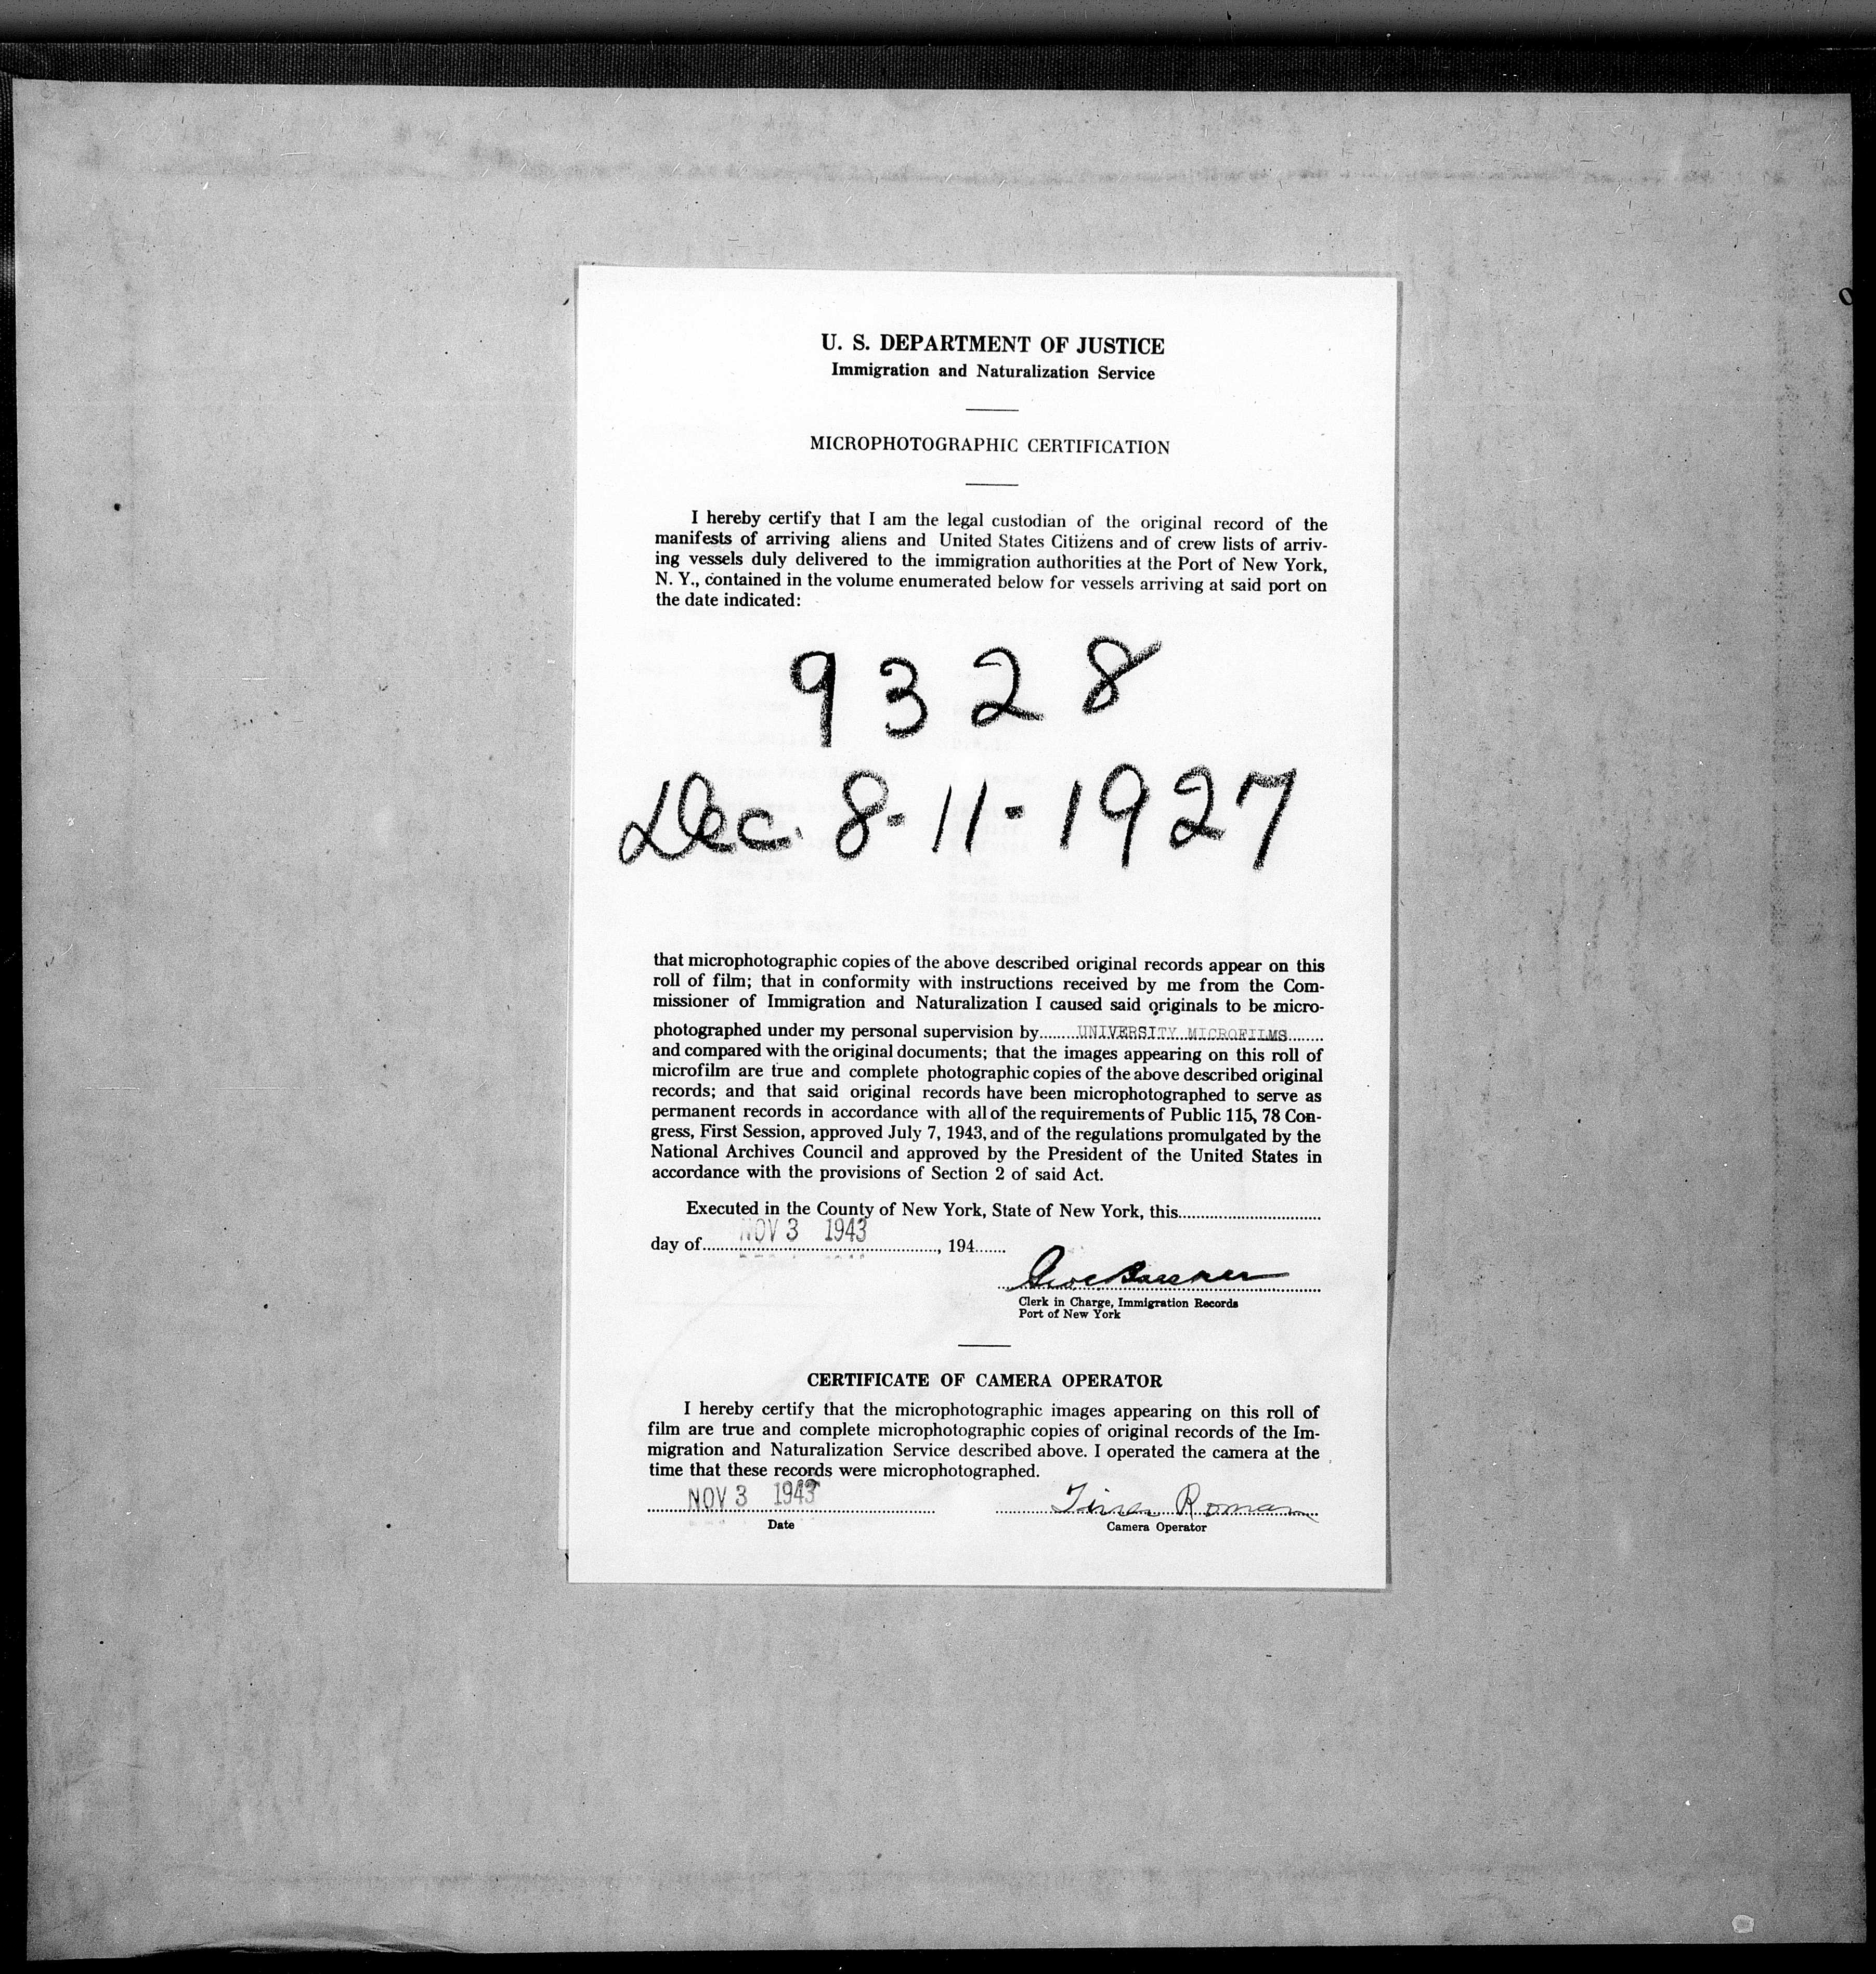 U. S. DEPARTMENT OF JUSTICE
Immigration and Naturalization Service
MICROPHOTOGRAPHIC CERTIFICATION
I hereby certify that I am the legal custodian of the original record of the
manifests of arriving aliens and United States Citizens and of crew lists of arriv-
ing vessels duly delivered to the immigration authorities at the Port of New York,
N. Y., contained in the volume enumerated below for vessels arriving at said port on
the date indicated:
9328
Dec. 8-11-1927
that microphotographic copies of the above described original records appear on this
roll of film; that in conformity with instructions received by me from the Com-
missioner of Immigration and Naturalization I caused said originals to be micro-
photographed under my personal supervision by UNIVERSITY MICROFILMS
and compared with the original documents; that the images appearing on this roll of
microfilm are true and complete photographic copies of the above described original
records; and that said original records have been microphotographed to serve as
permanent records in accordance with all of the requirements of Public 115, 78 Con-
gress, First Session, approved July 7, 1943, and of the regulations promulgated by the
National Archives Council and approved by the President of the United States in
accordance with the provisions of Section 2 of said Act.
Executed in the County of New York, State of New York, this
day of NOV 3 1943, 194
Clerk in Charge, Immigration Records
Port of New York
CERTIFICATE OF CAMERA OPERATOR
I hereby certify that the microphotographic images appearing on this roll of
film are true and complete microphotographic copies of original records of the Im-
migration and Naturalization Service described above. I operated the camera at the
time that these records were microphotographed.
NOV 3 1943 Roman
Date Camera Operator